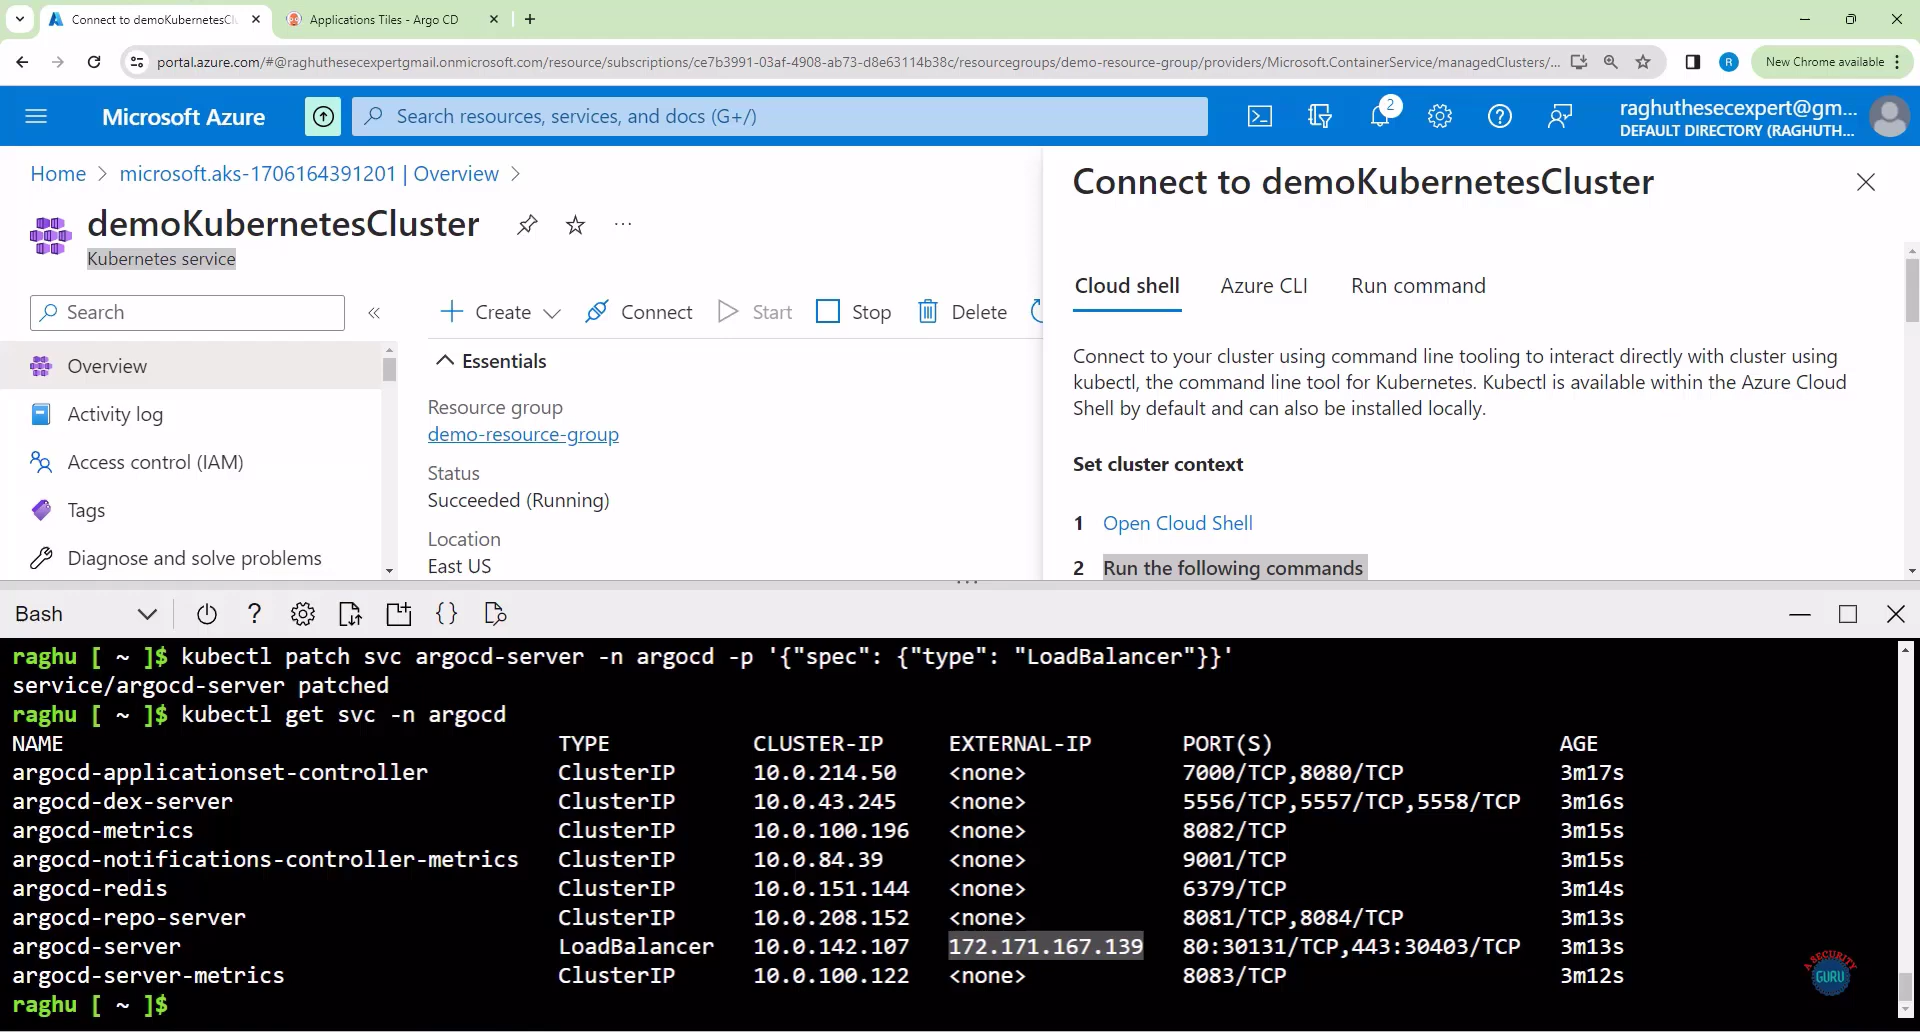 Connect to demoKubernetesCl
Applications Tiles - Argo CD
portal.azure.com/#@raghuthesecexpertgmail.onmicrosoft.com/resource/subscriptions/ce7b3991-03af-4908-ab73-d8e63114b38c/resourcegroups/demo-resource-group/providers/Microsoft.ContainerService/managedClusters/...
R
New Chrome available
Microsoft Azure
Search resources, services, and docs (G+/)
2
raghuthesecexpert@gm...
DEFAULT DIRECTORY (RAGHUTH...
Home > microsoft.aks-1706164391201 | Overview >
demoKubernetesCluster
Kubernetes service
Search
Create
Connect
Start
Stop
Delete
Overview
Activity log
Access control (IAM)
Tags
Diagnose and solve problems
Essentials
Resource group
demo-resource-group
Status
Succeeded (Running)
Location
East US
Connect to demoKubernetesCluster
Cloud shell
Azure CLI
Run command
Connect to your cluster using command line tooling to interact directly with cluster using
kubectl, the command line tool for Kubernetes. Kubectl is available within the Azure Cloud
Shell by default and can also be installed locally.
Set cluster context
1 Open Cloud Shell
2 Run the following commands
Bash
raghu [ ~ ]$ kubectl patch svc argocd-server -n argocd -p '{"spec": {"type": "LoadBalancer"}}'
service/argocd-server patched
raghu [ ~ ]$ kubectl get svc -n argocd
NAME TYPE CLUSTER-IP EXTERNAL-IP PORT(S) AGE
argocd-applicationset-controller ClusterIP 10.0.214.50 <none> 7000/TCP,8080/TCP 3m17s
argocd-dex-server ClusterIP 10.0.43.245 <none> 5556/TCP,5557/TCP,5558/TCP 3m16s
argocd-metrics ClusterIP 10.0.100.196 <none> 8082/TCP 3m15s
argocd-notifications-controller-metrics ClusterIP 10.0.84.39 <none> 9001/TCP 3m15s
argocd-redis ClusterIP 10.0.151.144 <none> 6379/TCP 3m14s
argocd-repo-server ClusterIP 10.0.208.152 <none> 8081/TCP,8084/TCP 3m13s
argocd-server LoadBalancer 10.0.142.107 172.171.167.139 80:30131/TCP,443:30403/TCP 3m13s
argocd-server-metrics ClusterIP 10.0.100.122 <none> 8083/TCP 3m12s
raghu [ ~ ]$
A SECURITY
GURU